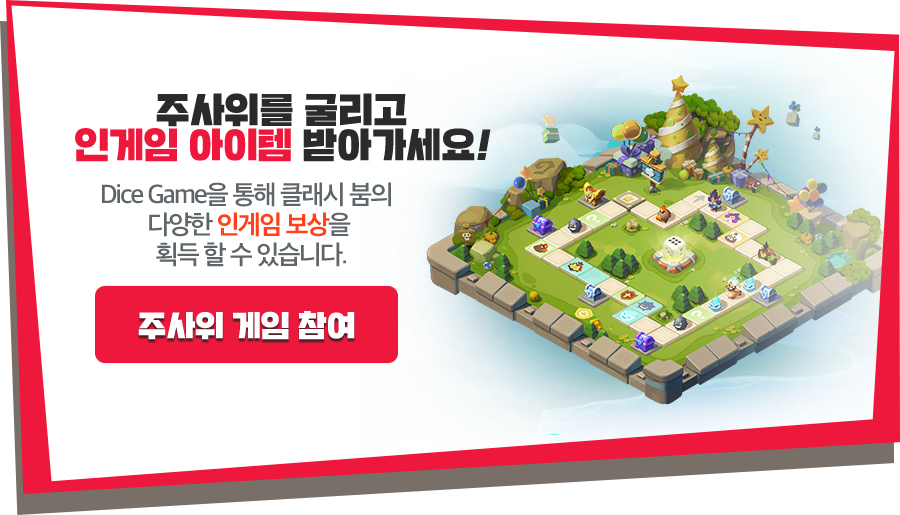 주사위를 굴리고
인게임 아이템 받아가세요!
Dice Game을 통해 클래시 붐의
다양한 인게임 보상을
획득 할 수 있습니다.
주사위 게임 참여